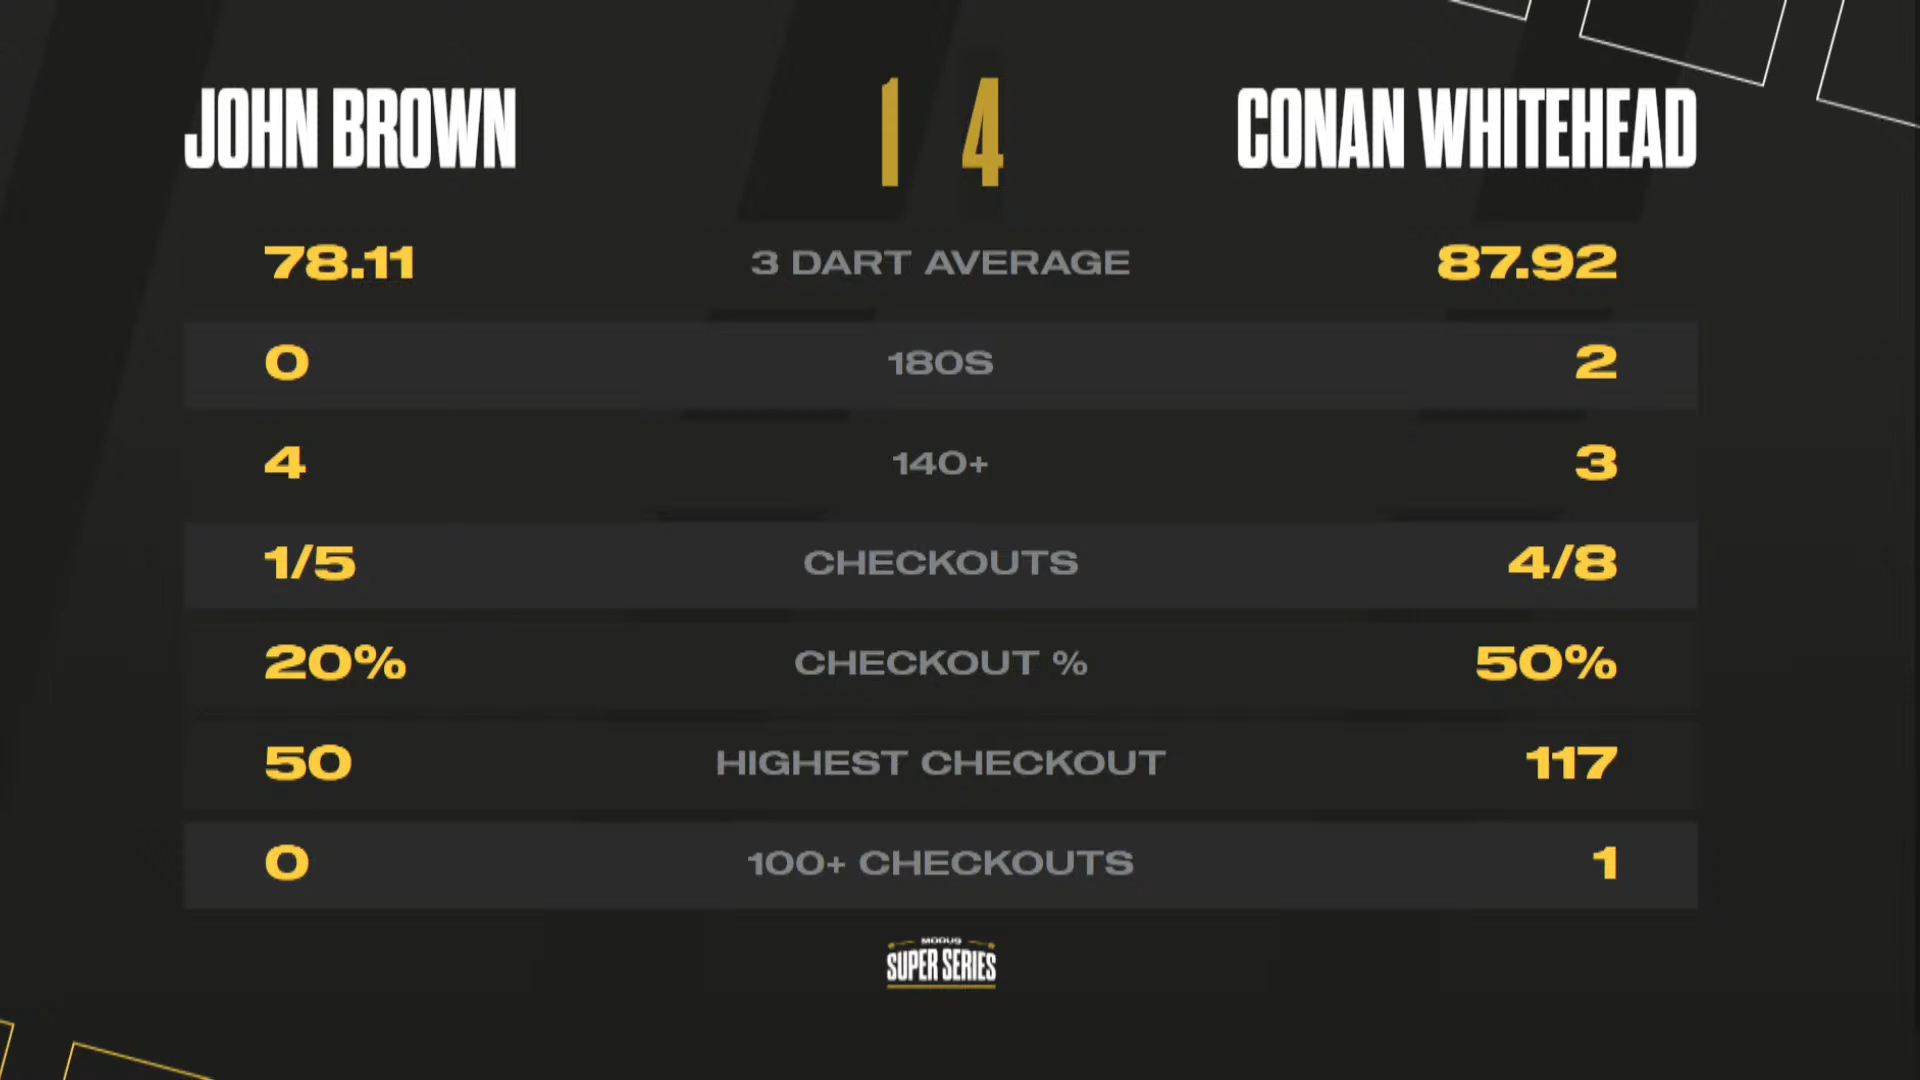 JOHN BROWN 1 4 CONAN WHITEHEAD
78.11 3 DART AVERAGE 87.92
0 180S 2
4 140+ 3
1/5 CHECKOUTS 4/8
20% CHECKOUT % 50%
50 HIGHEST CHECKOUT 117
0 100+ CHECKOUTS 1
MODUS
SUPER SERIES